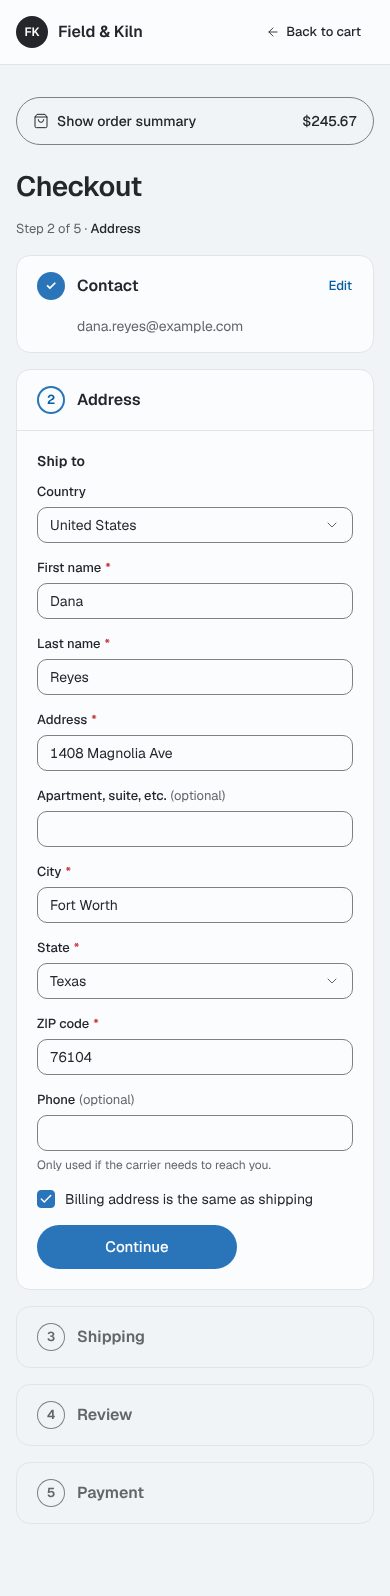 FK Field & Kiln
← Back to cart
Show order summary $245.67
Checkout
Step 2 of 5 · Address
Contact Edit
dana.reyes@example.com
2 Address
Ship to
Country
United States
First name *
Dana
Last name *
Reyes
Address *
1408 Magnolia Ave
Apartment, suite, etc. (optional)
City *
Fort Worth
State *
Texas
ZIP code *
76104
Phone (optional)
Only used if the carrier needs to reach you.
Billing address is the same as shipping
Continue
3 Shipping
4 Review
5 Payment